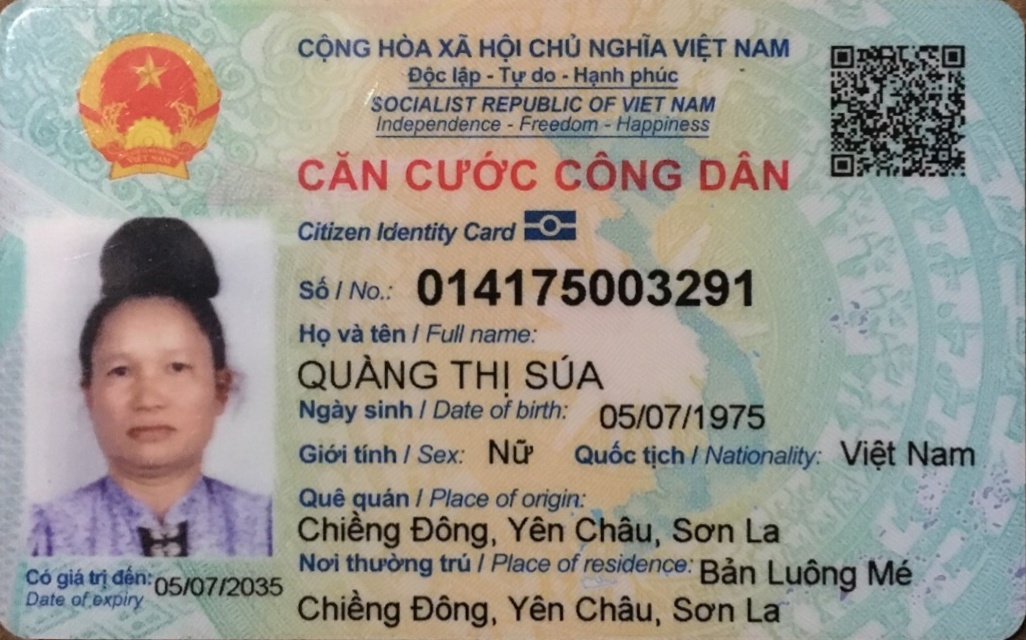 CỘNG HÒA XÃ HỘI CHỦ NGHĨA VIỆT NAM
Độc lập - Tự do - Hạnh phúc
SOCIALIST REPUBLIC OF VIET NAM
Independence - Freedom - Happiness
CĂN CƯỚC CÔNG DÂN
Citizen Identity Card
Số / No.: 014175003291
Họ và tên / Full name:
QUÀNG THỊ SÚA
Ngày sinh / Date of birth: 05/07/1975
Giới tính / Sex: Nữ Quốc tịch / Nationality: Việt Nam
Quê quán / Place of origin:
Chiềng Đông, Yên Châu, Sơn La
Nơi thường trú / Place of residence: Bản Luông Mé
Chiềng Đông, Yên Châu, Sơn La
Có giá trị đến: 05/07/2035
Date of expiry
VIỆT NAM